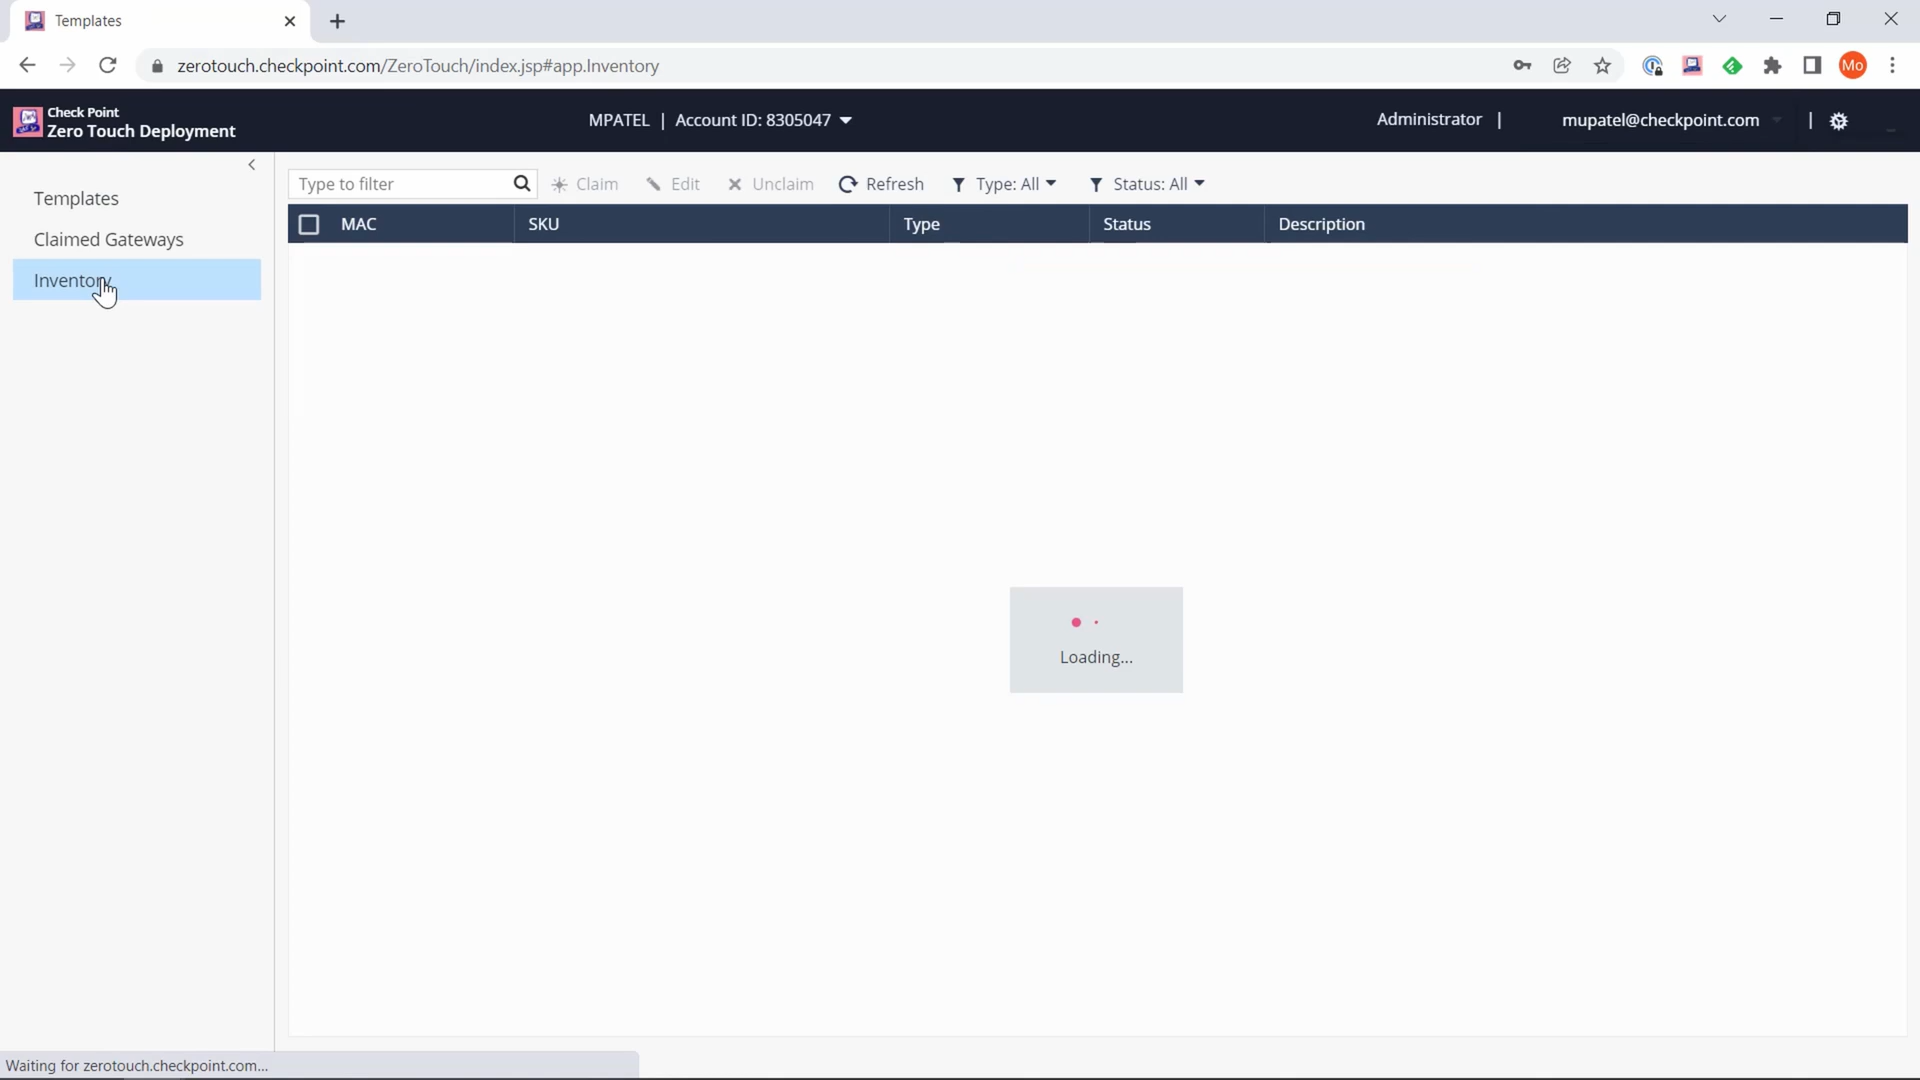 Templates
zerotouch.checkpoint.com/ZeroTouch/index.jsp#app.Inventory
Mo
Check Point
Zero Touch Deployment
MPATEL | Account ID: 8305047
Administrator |
mupatel@checkpoint.com |
Templates
Claimed Gateways
Inventory
Type to filter
Claim
Edit
Unclaim
Refresh
Type: All
Status: All
MAC
SKU
Type
Status
Description
Loading...
Waiting for zerotouch.checkpoint.com...